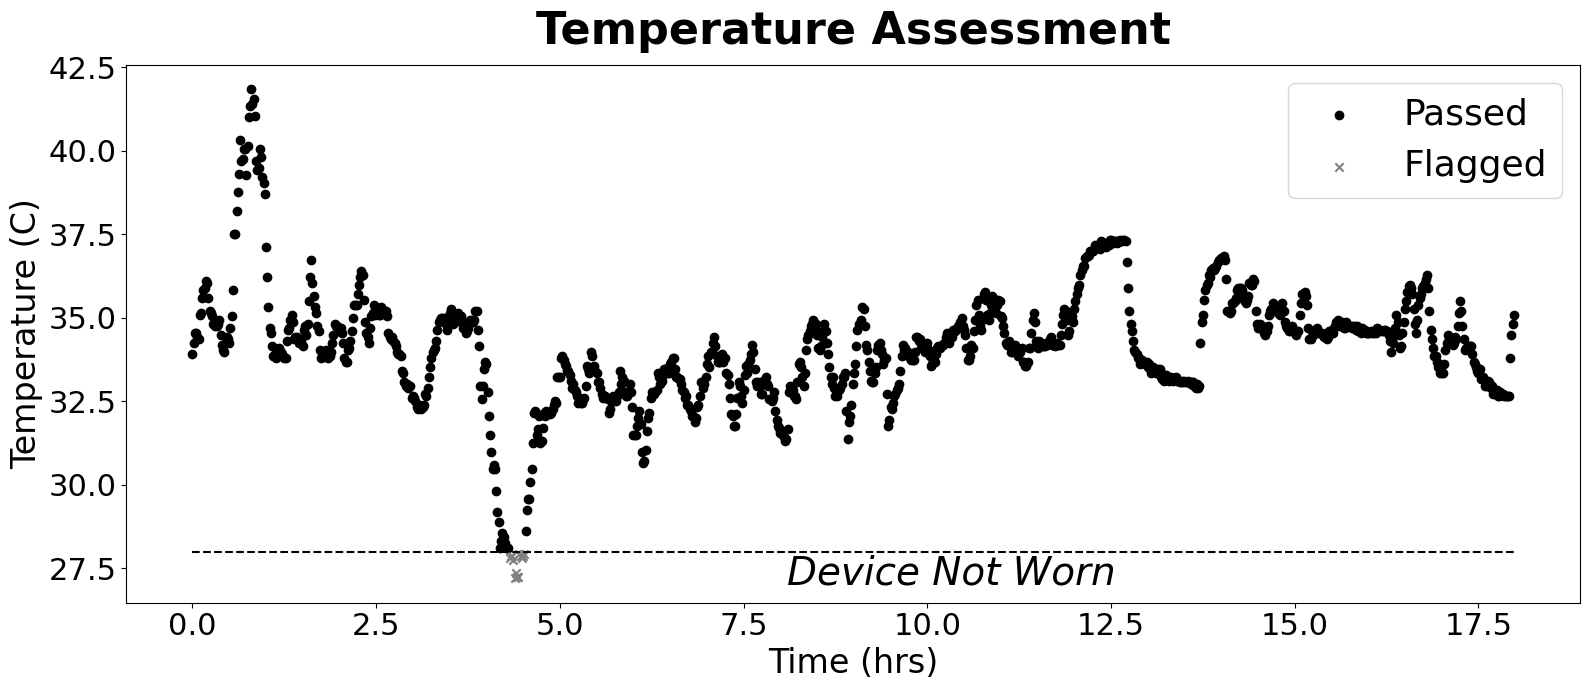 Temperature Assessment
42.5
40.0
37.5
35.0
32.5
30.0
27.5
Temperature (C)
Passed
Flagged
Device Not Worn
0.0 2.5 5.0 7.5 10.0 12.5 15.0 17.5
Time (hrs)